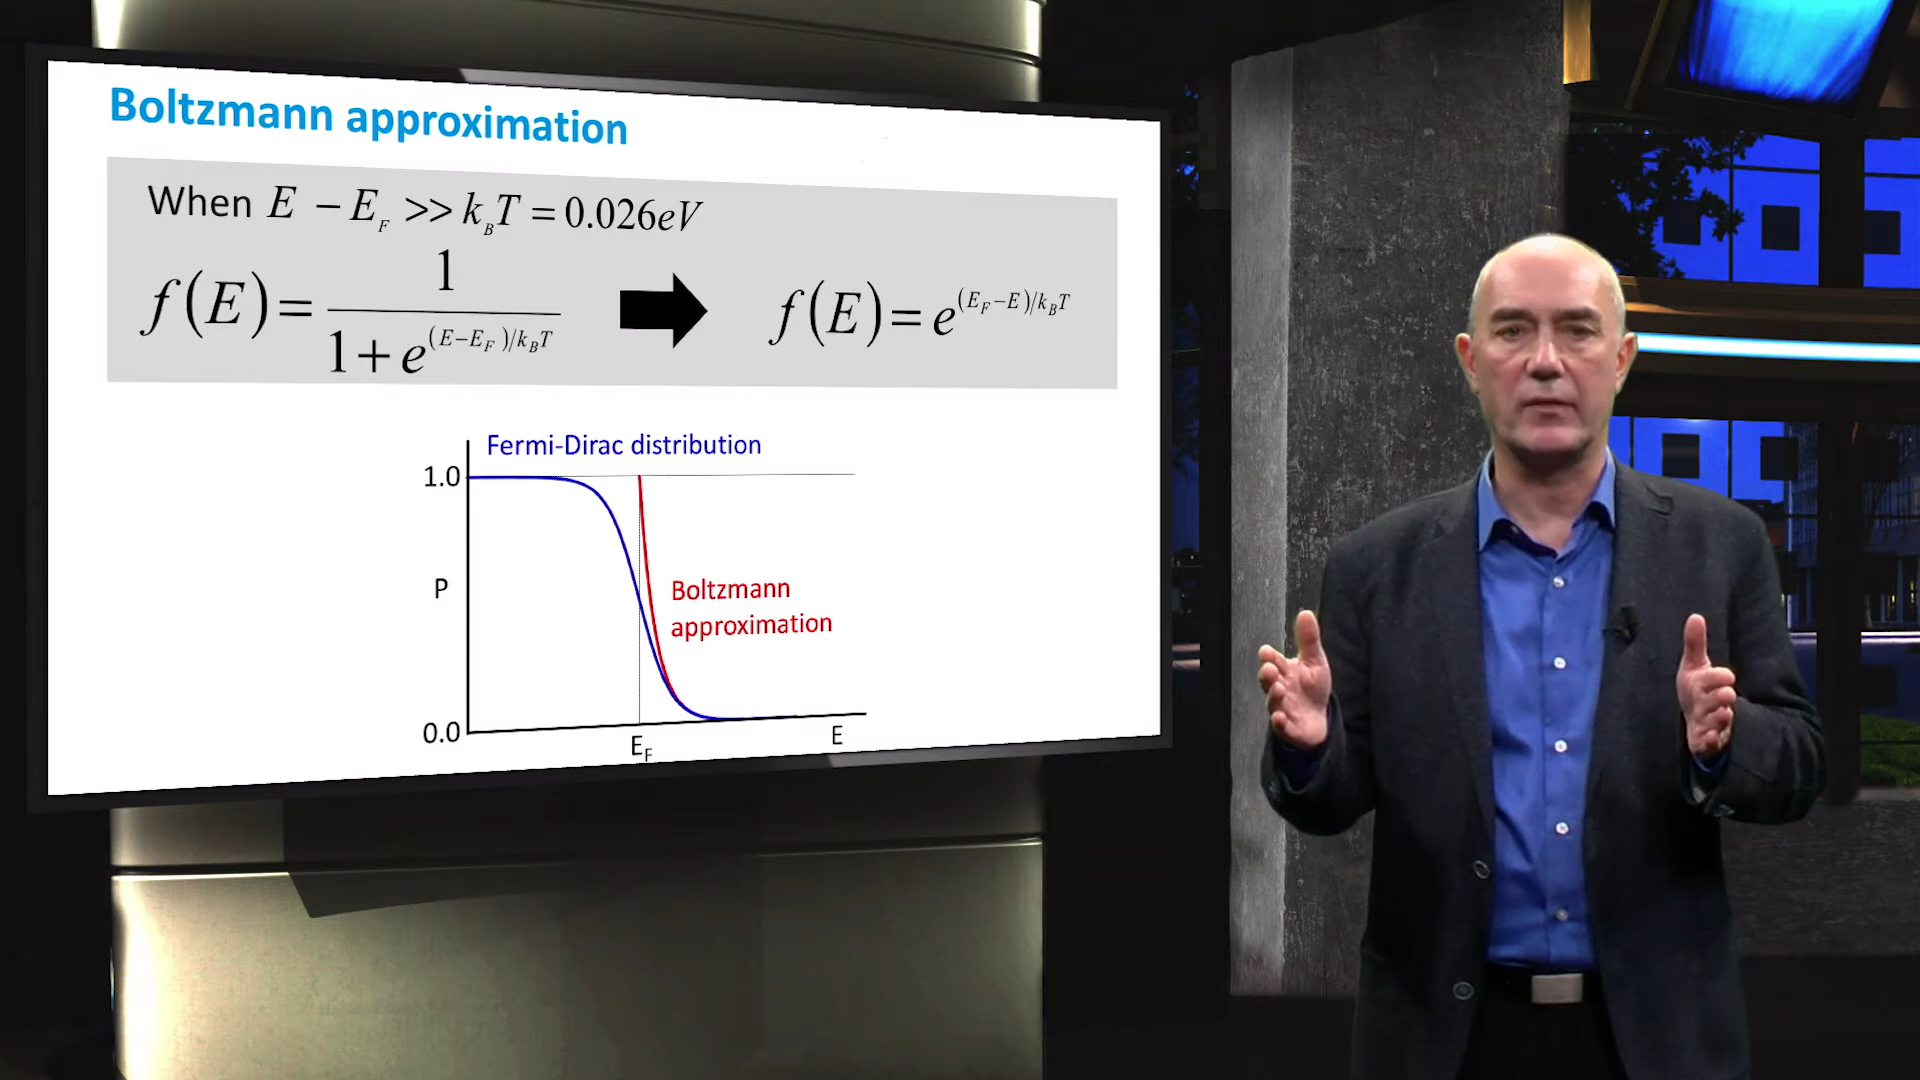 Boltzmann approximation
When E − E_F >> k_B T = 0.026eV
f(E) = 1 / (1 + e^{(E−E_F)/k_BT}) f(E) = e^{(E_F−E)/k_BT}
Fermi-Dirac distribution
1.0
P
Boltzmann
approximation
0.0
E_F
E